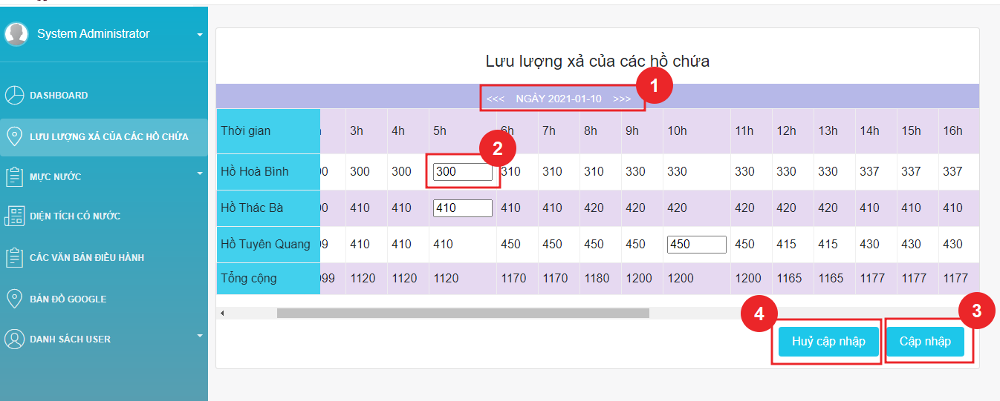 System Administrator
DASHBOARD
LƯU LƯỢNG XẢ CỦA CÁC HỒ CHỨA
MỰC NƯỚC
DIỆN TÍCH CÓ NƯỚC
CÁC VĂN BẢN ĐIỀU HÀNH
BẢN ĐỒ GOOGLE
DANH SÁCH USER
Lưu lượng xả của các hồ chứa
1
<<< NGÀY 2021-01-10 >>>
Thời gian 3h 4h 5h 6h 7h 8h 9h 10h 11h 12h 13h 14h 15h 16h
2
Hồ Hoà Bình 300 300 300 310 310 310 330 330 330 330 330 337 337 337
Hồ Thác Bà 410 410 410 410 410 420 420 420 420 420 420 410 410 410
Hồ Tuyên Quang 410 410 410 450 450 450 450 450 450 415 415 430 430 430
Tổng cộng 1120 1120 1120 1170 1170 1180 1200 1200 1200 1165 1165 1177 1177 1177
4
3
Huỷ cập nhập Cập nhập